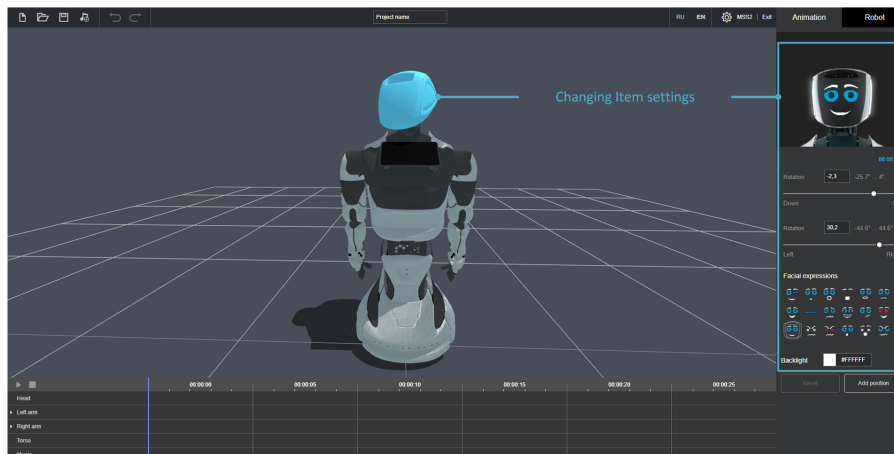 Project name
RU EN MSS2 | Exit
Animation Robot
Changing Item settings
00:00
Rotation -2,3 -25.7° .. 4°
Down
Rotation 30,2 -44.6° .. 44.6°
Left
Facial expressions
Backlight #FFFFFF
Reset Add position
00:00:00 00:00:05 00:00:10 00:00:15 00:00:20 00:00:25
Head
Left arm
Right arm
Torso
Music